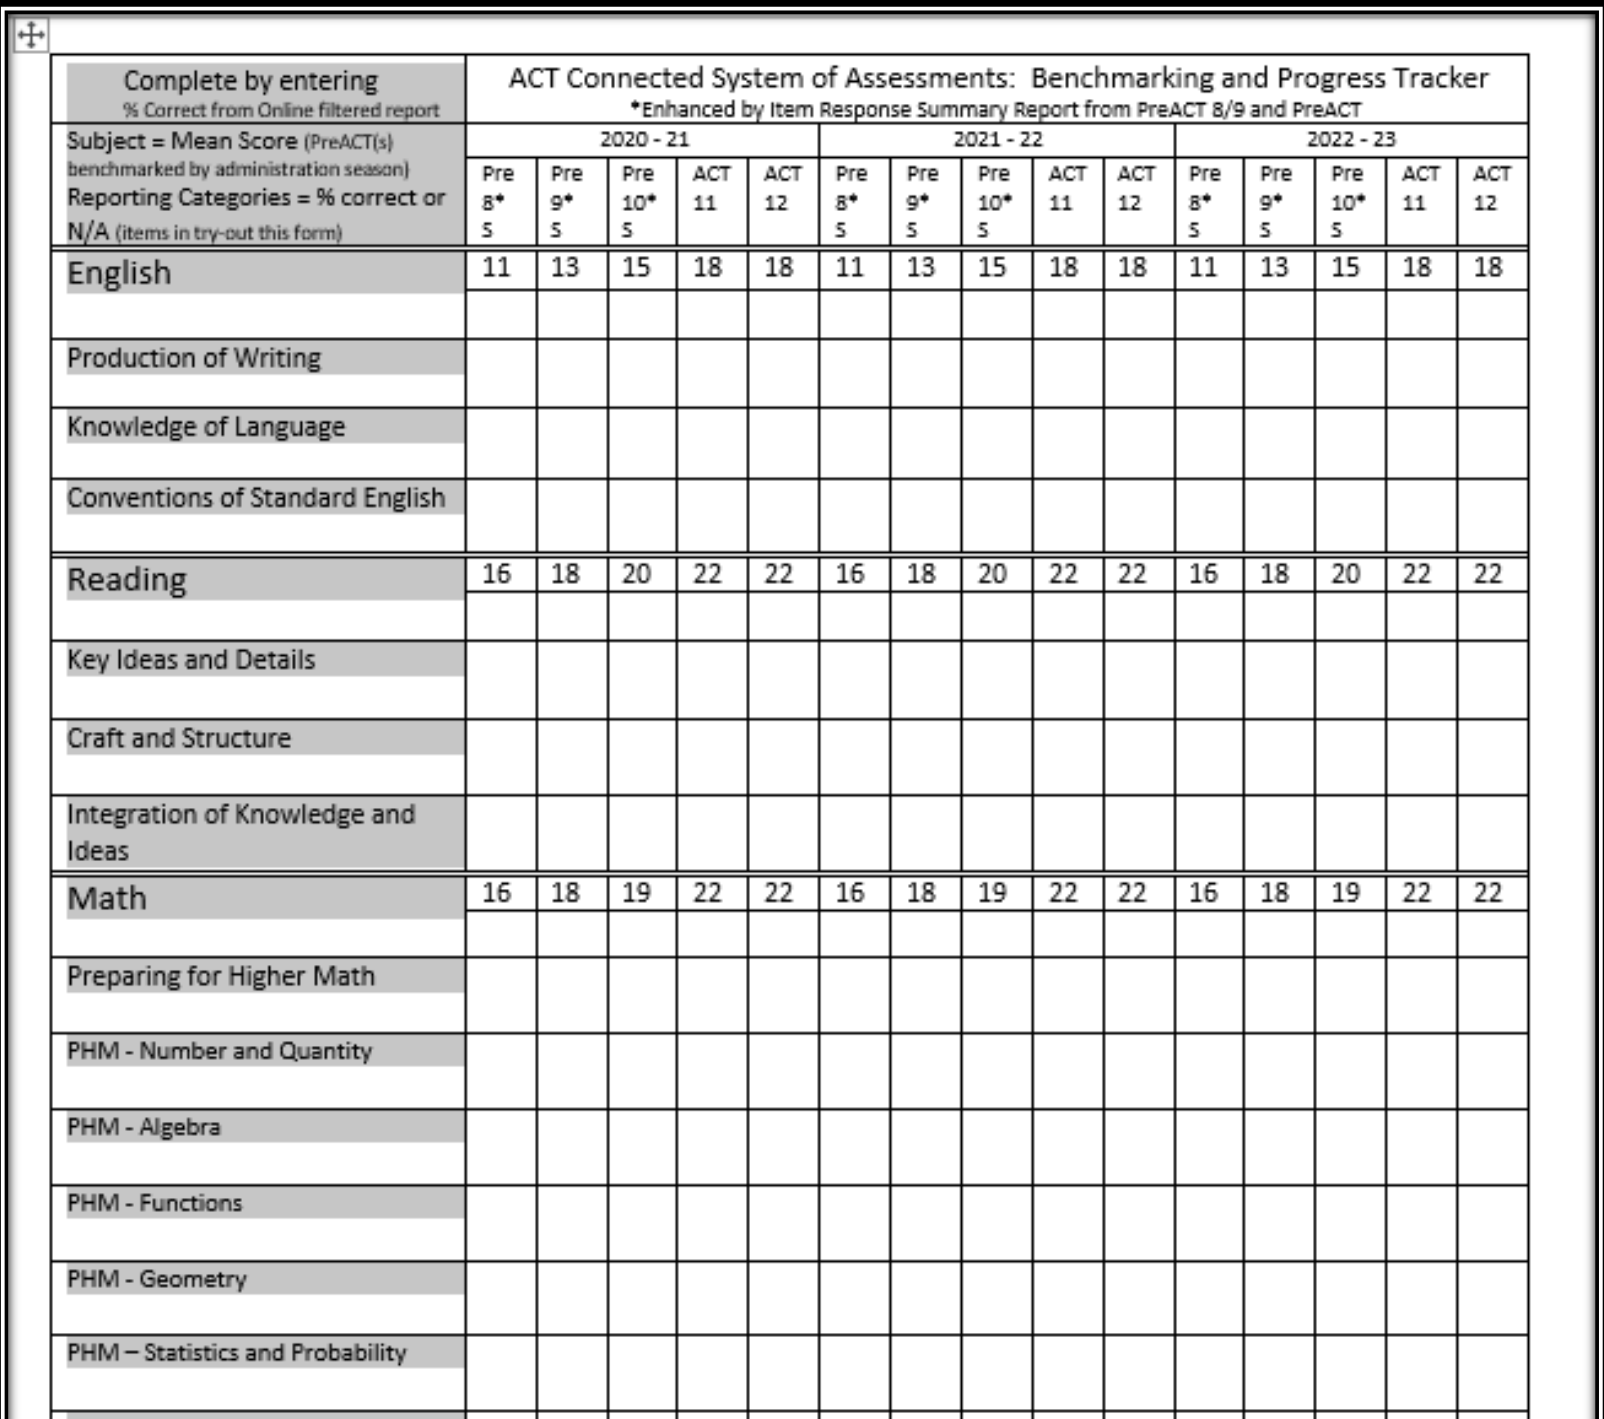 Complete by entering
% Correct from Online filtered report
ACT Connected System of Assessments: Benchmarking and Progress Tracker
*Enhanced by Item Response Summary Report from PreACT 8/9 and PreACT
Subject = Mean Score (PreACT(s)
benchmarked by administration season)
Reporting Categories = % correct or
N/A (items in try-out this form)
2020 - 21 2021 - 22 2022 - 23
Pre Pre Pre ACT ACT Pre Pre Pre ACT ACT Pre Pre Pre ACT ACT
8* 9* 10* 11 12 8* 9* 10* 11 12 8* 9* 10* 11 12
S S S S S S S S S
English 11 13 15 18 18 11 13 15 18 18 11 13 15 18 18
Production of Writing
Knowledge of Language
Conventions of Standard English
Reading 16 18 20 22 22 16 18 20 22 22 16 18 20 22 22
Key Ideas and Details
Craft and Structure
Integration of Knowledge and
Ideas
Math 16 18 19 22 22 16 18 19 22 22 16 18 19 22 22
Preparing for Higher Math
PHM - Number and Quantity
PHM - Algebra
PHM - Functions
PHM - Geometry
PHM – Statistics and Probability